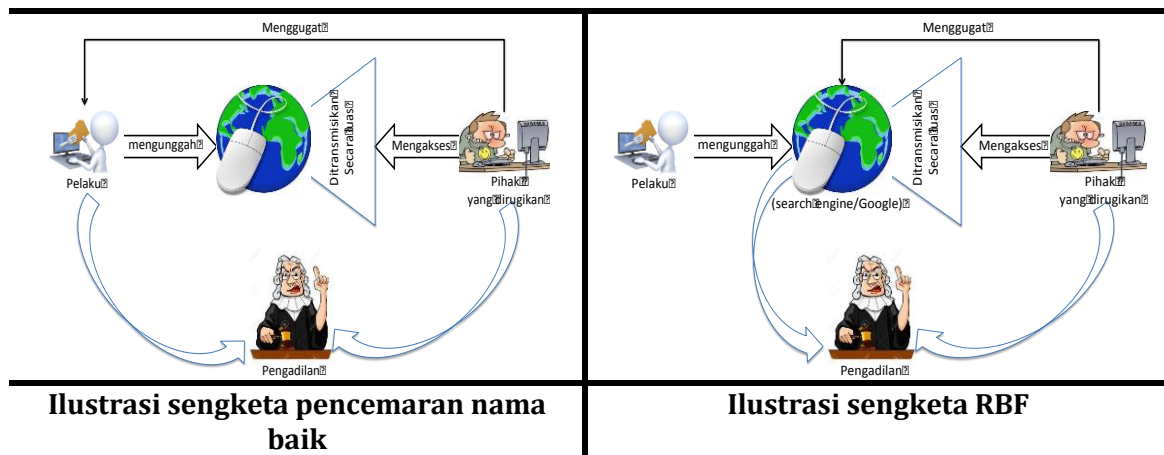 Menggugat
Ditransmisikan
Secara luas
mengunggah
Mengakses
Pelaku
Pihak
yang dirugikan
Pengadilan
Ilustrasi sengketa pencemaran nama
baik
Menggugat
Ditransmisikan
Secara luas
mengunggah
Mengakses
Pelaku
(search engine/Google)
Pihak
yang dirugikan
Pengadilan
Ilustrasi sengketa RBF